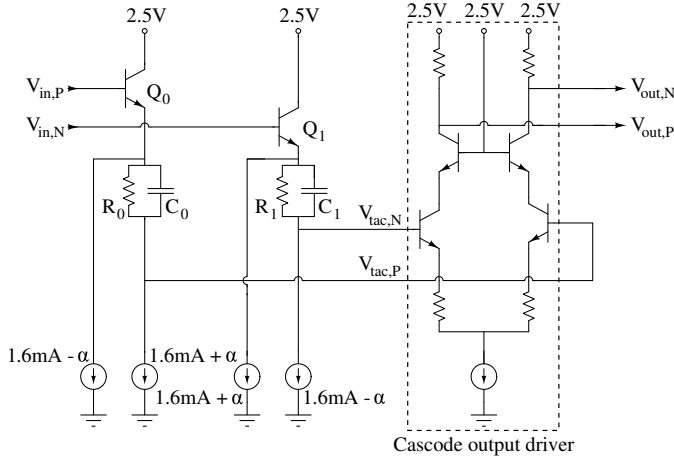 2.5V
2.5V
2.5V 2.5V 2.5V
V_in,P
Q_0
V_out,N
V_in,N
Q_1
V_out,P
R_0
C_0
R_1
C_1
V_tac,N
V_tac,P
1.6mA - α
1.6mA + α
1.6mA + α
1.6mA - α
Cascode output driver